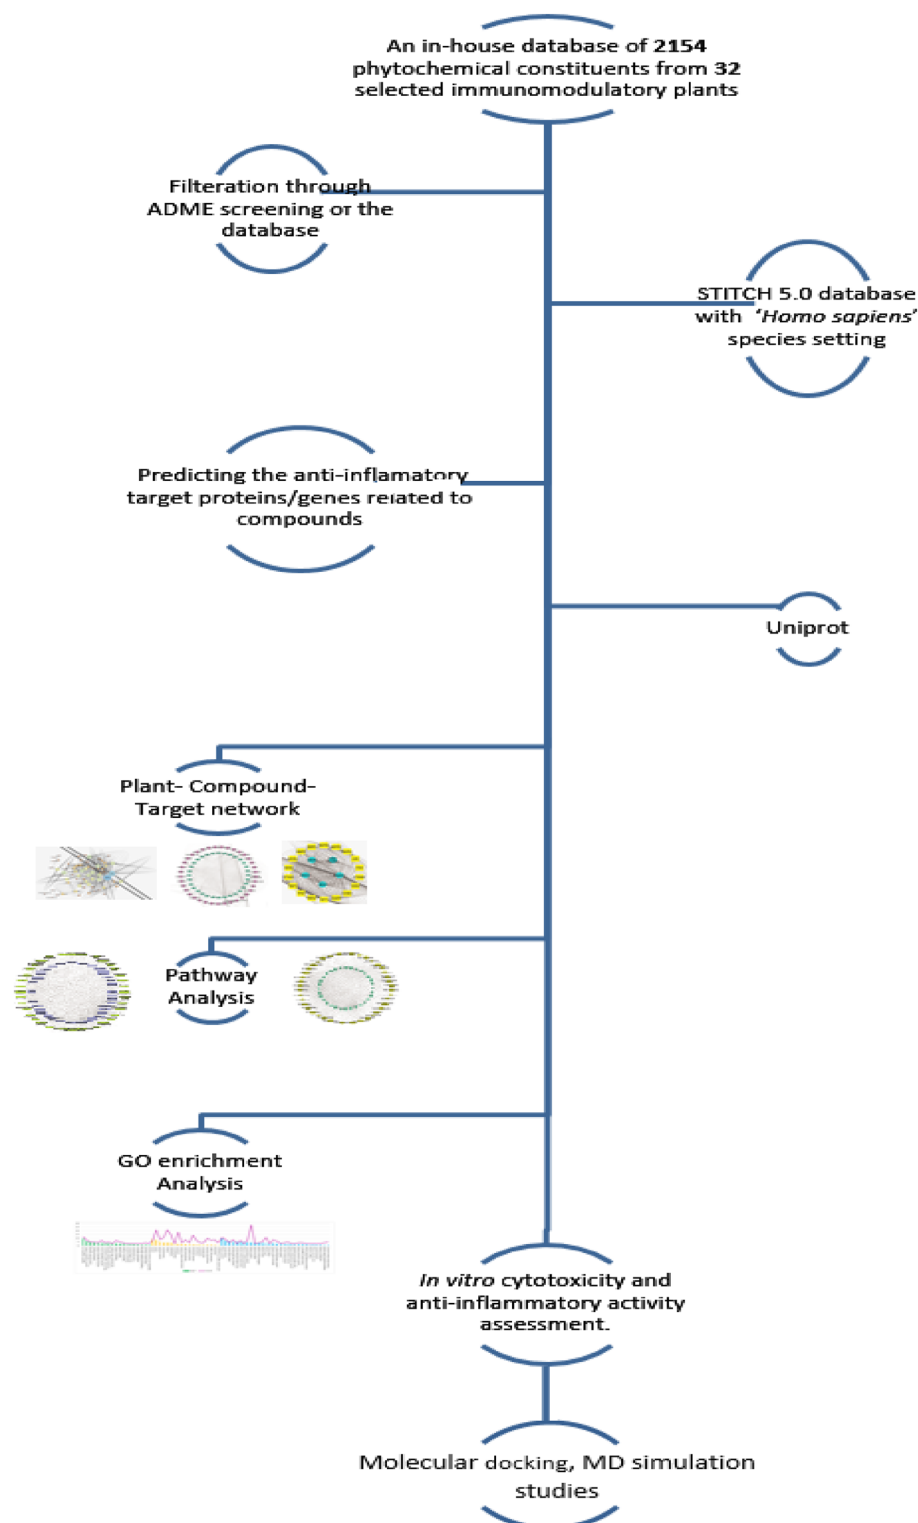 An in-house database of 2154
phytochemical constituents from 32
selected immunomodulatory plants
Filteration through
ADME screening or the
database
STITCH 5.0 database
with ‘Homo sapiens’
species setting
Predicting the anti-inflamatory
target proteins/genes related to
compounds
Uniprot
Plant- Compound-
Target network
Pathway
Analysis
GO enrichment
Analysis
In vitro cytotoxicity and
anti-inflammatory activity
assessment.
Molecular docking, MD simulation
studies